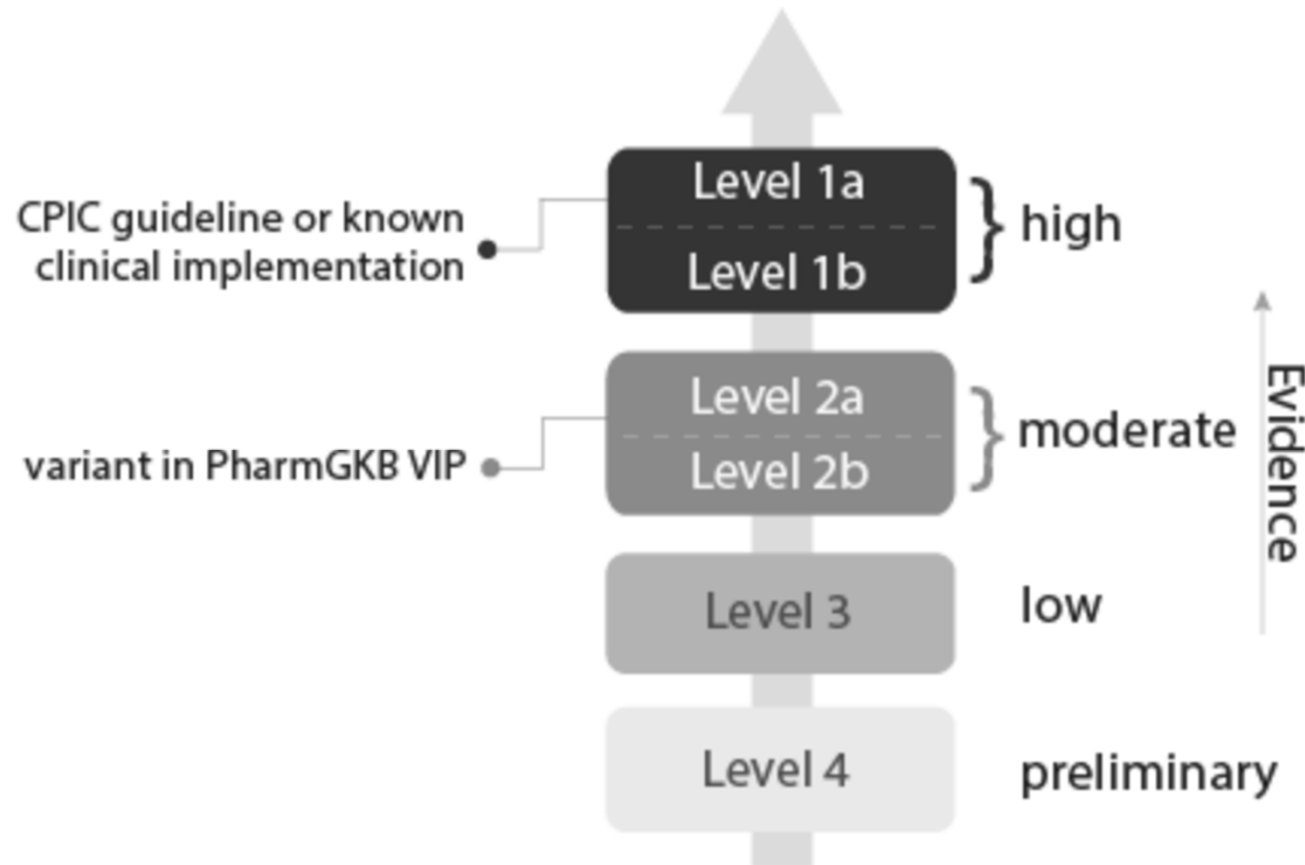 Level 1a
CPIC guideline or known
clinical implementation
Level 1b
} high
Level 2a
variant in PharmGKB VIP
Level 2b
} moderate
Level 3
low
Level 4
preliminary
Evidence